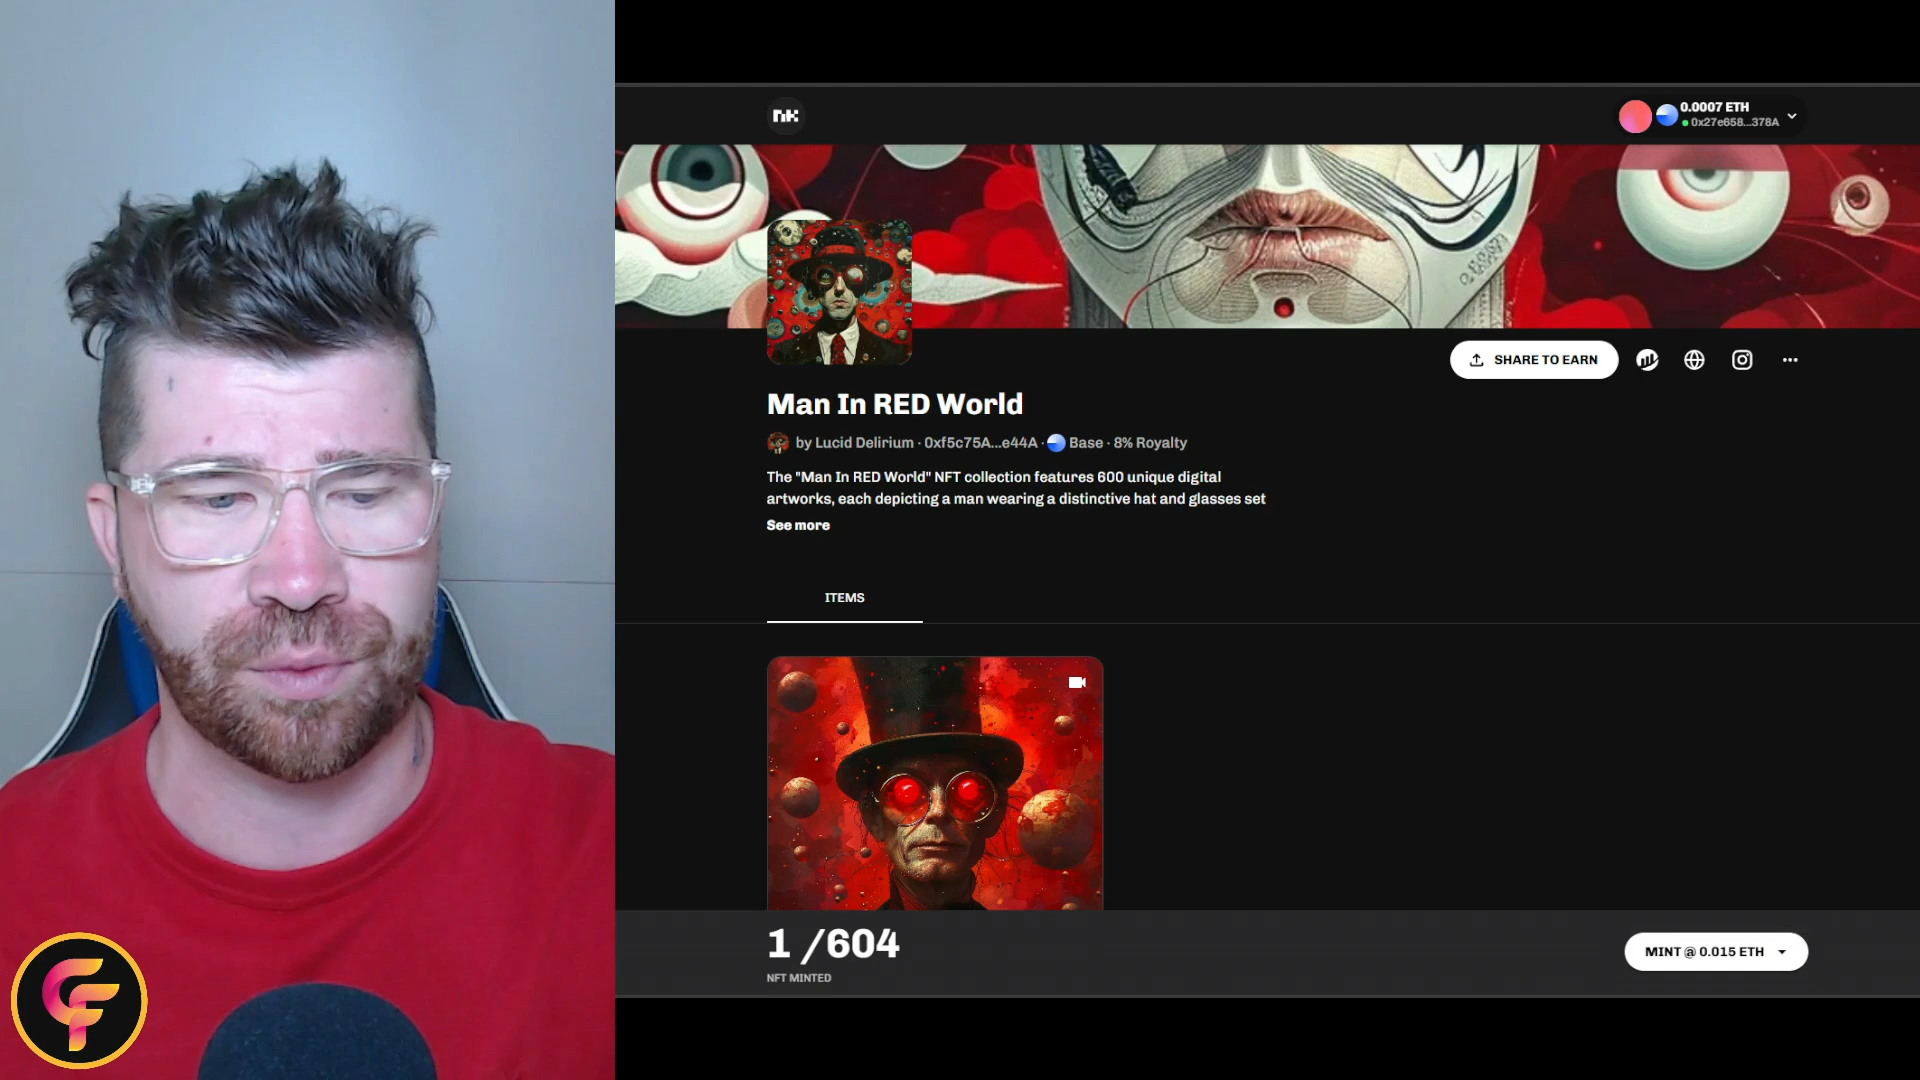 nK
0.0007 ETH
0x27e658...378A
SHARE TO EARN
Man In RED World
by Lucid Delirium · 0xf5c75A...e44A · Base · 8% Royalty
The "Man In RED World" NFT collection features 600 unique digital
artworks, each depicting a man wearing a distinctive hat and glasses set
See more
ITEMS
1 /604
NFT MINTED
MINT @ 0.015 ETH